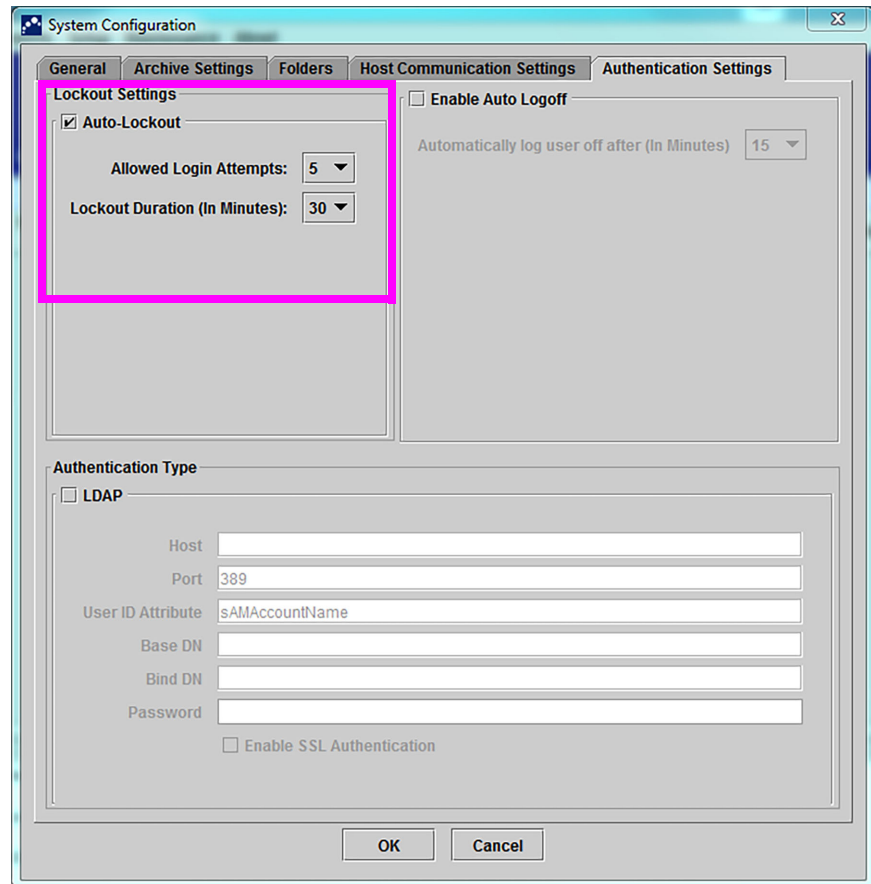 System Configuration
General Archive Settings Folders Host Communication Settings Authentication Settings
Lockout Settings
Auto-Lockout
Allowed Login Attempts: 5
Lockout Duration (In Minutes): 30
Enable Auto Logoff
Automatically log user off after (In Minutes) 15
Authentication Type
LDAP
Host
Port 389
User ID Attribute sAMAccountName
Base DN
Bind DN
Password
Enable SSL Authentication
OK Cancel